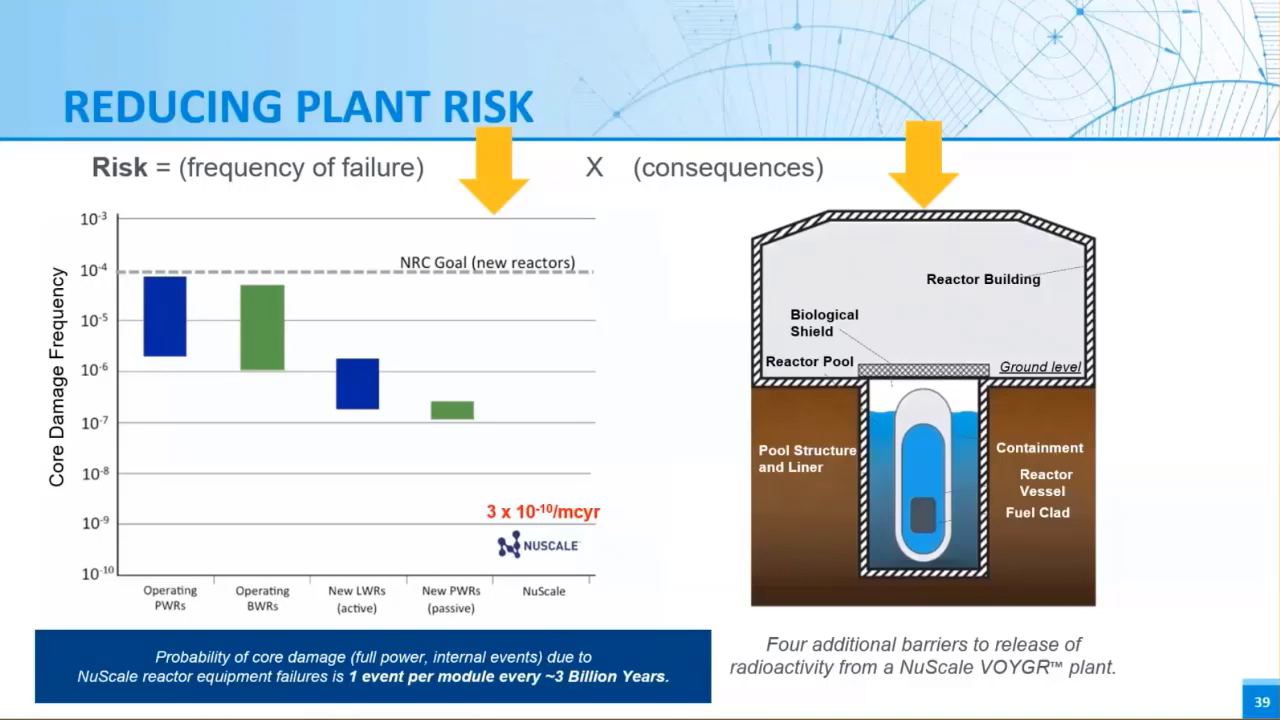 REDUCING PLANT RISK
Risk = (frequency of failure) X (consequences)
Core Damage Frequency
10-3
10-4
10-5
10-6
10-7
10-8
10-9
10-10
NRC Goal (new reactors)
3 x 10-10/mcyr
NUSCALE
Operating
PWRs
Operating
BWRs
New LWRs
(active)
New PWRs
(passive)
NuScale
Probability of core damage (full power, internal events) due to
NuScale reactor equipment failures is 1 event per module every ~3 Billion Years.
Reactor Building
Biological
Shield
Reactor Pool
Ground level
Pool Structure
and Liner
Containment
Reactor
Vessel
Fuel Clad
Four additional barriers to release of
radioactivity from a NuScale VOYGR™ plant.
39